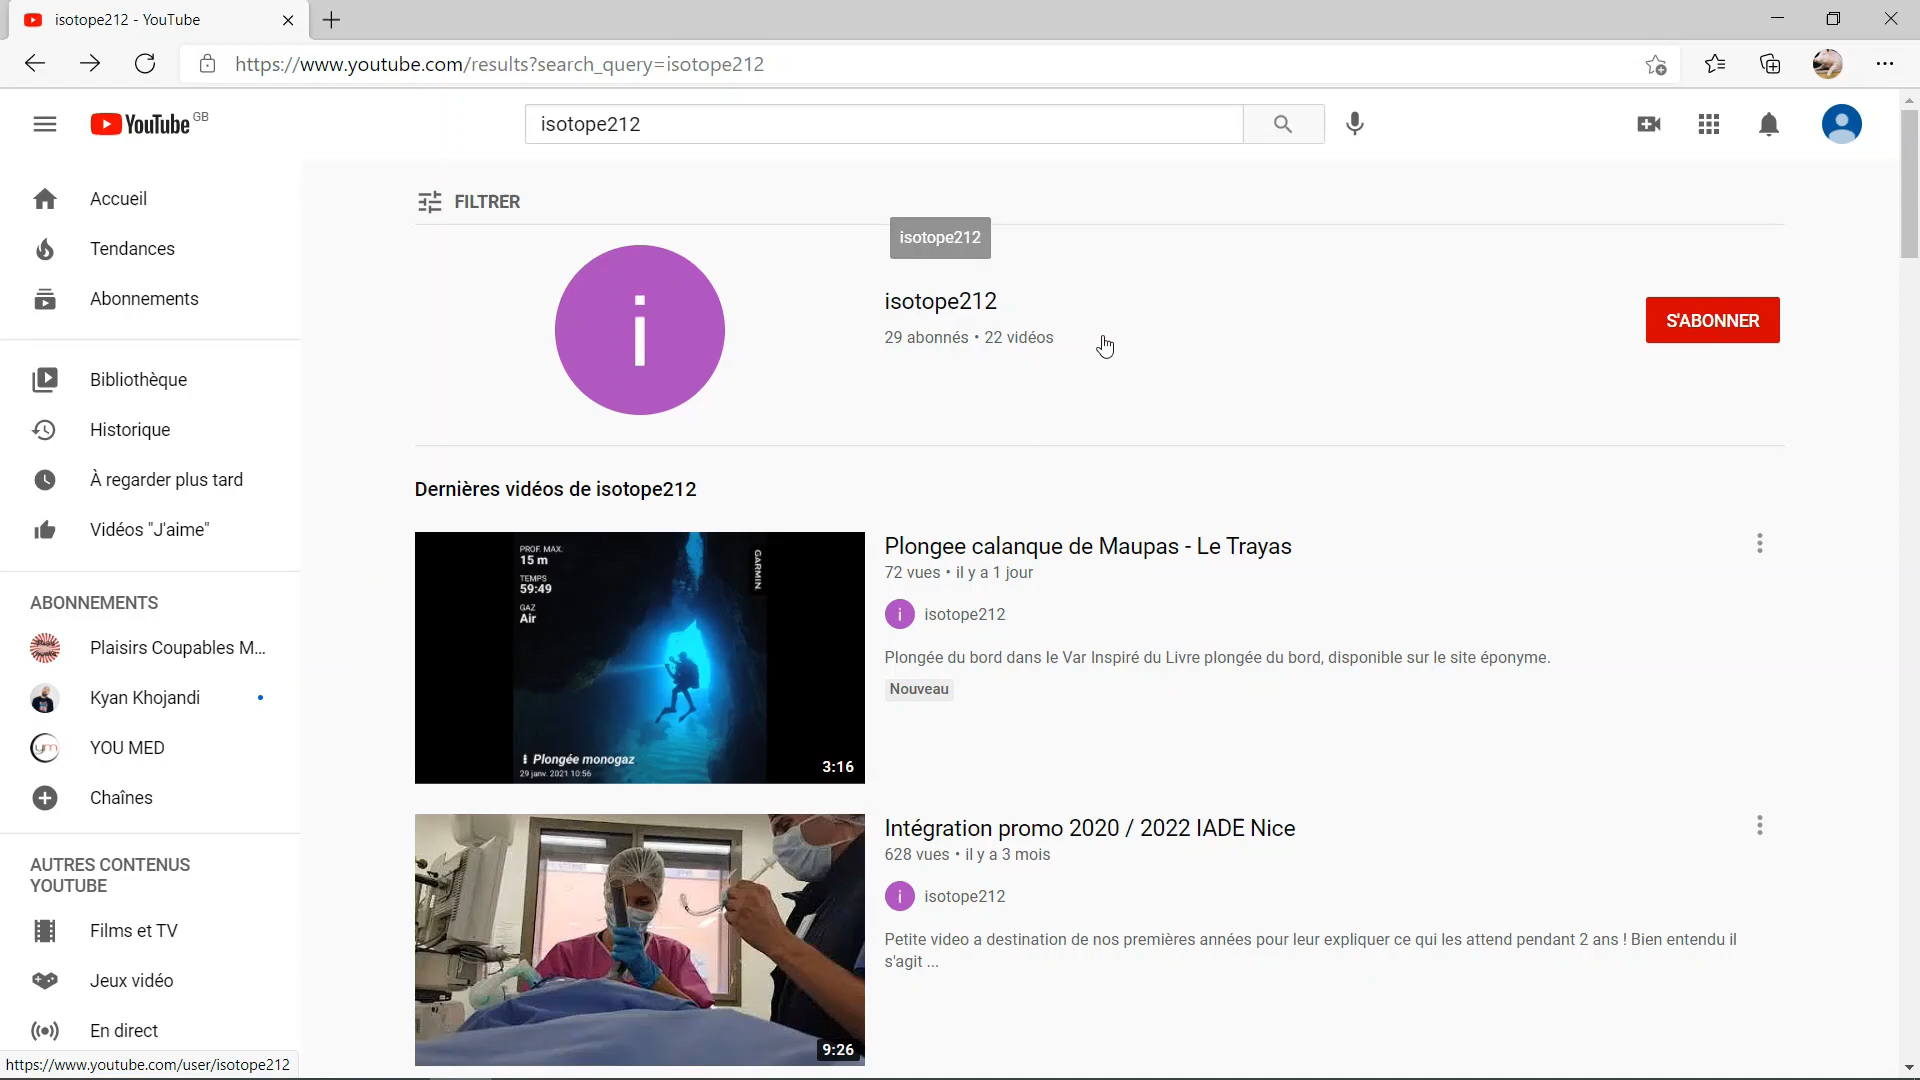 isotope212 - YouTube
https://www.youtube.com/results?search_query=isotope212
YouTube GB
isotope212
Accueil
Tendances
Abonnements
Bibliothèque
Historique
À regarder plus tard
Vidéos "J'aime"
ABONNEMENTS
Plaisirs Coupables M...
Kyan Khojandi
ym
YOU MED
Chaînes
AUTRES CONTENUS
YOUTUBE
Films et TV
Jeux vidéo
En direct
https://www.youtube.com/user/isotope212
FILTRER
isotope212
i
isotope212
29 abonnés • 22 vidéos
S'ABONNER
Dernières vidéos de isotope212
PROF. MAX.
15 m
TEMPS
59:49
GAZ
Air
GARMIN.
Plongée monogaz
29 janv. 2021 10:56
3:16
Plongee calanque de Maupas - Le Trayas
72 vues • il y a 1 jour
i isotope212
Plongée du bord dans le Var Inspiré du Livre plongée du bord, disponible sur le site éponyme.
Nouveau
9:26
Intégration promo 2020 / 2022 IADE Nice
628 vues • il y a 3 mois
i isotope212
Petite video a destination de nos premières années pour leur expliquer ce qui les attend pendant 2 ans ! Bien entendu il
s'agit ...